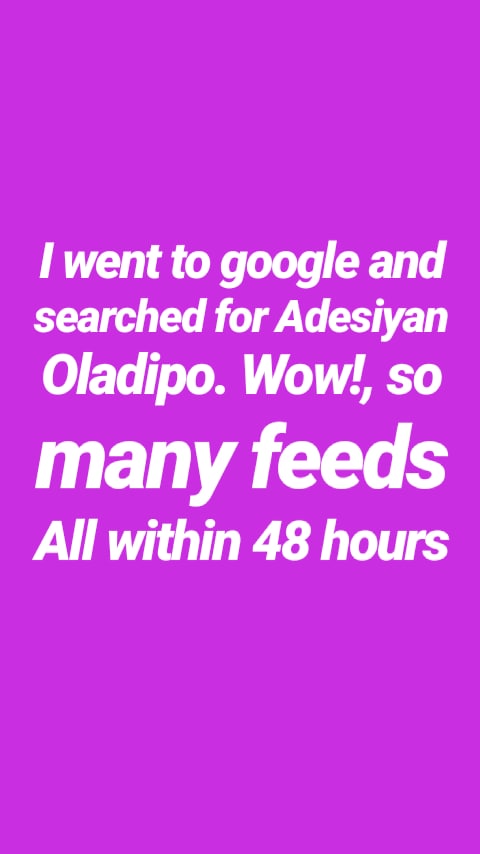 I went to google and
searched for Adesiyan
Oladipo. Wow!, so
many feeds
All within 48 hours